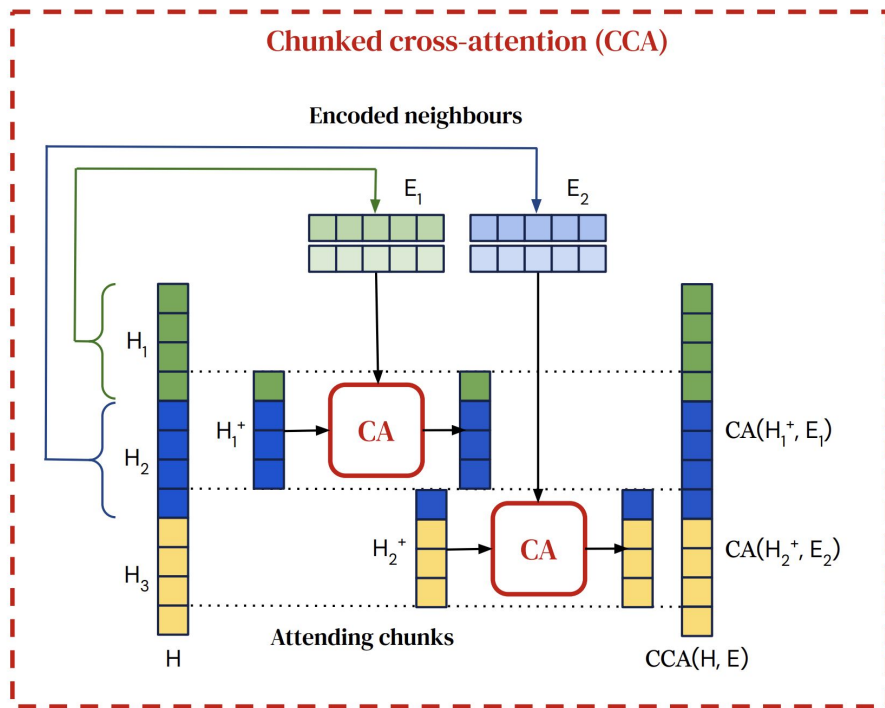 Chunked cross-attention (CCA)
Encoded neighbours
E₁
E₂
H₁
H₁⁺
CA
CA(H₁⁺, E₁)
H₂
H₂⁺
CA
CA(H₂⁺, E₂)
H₃
Attending chunks
H
CCA(H, E)